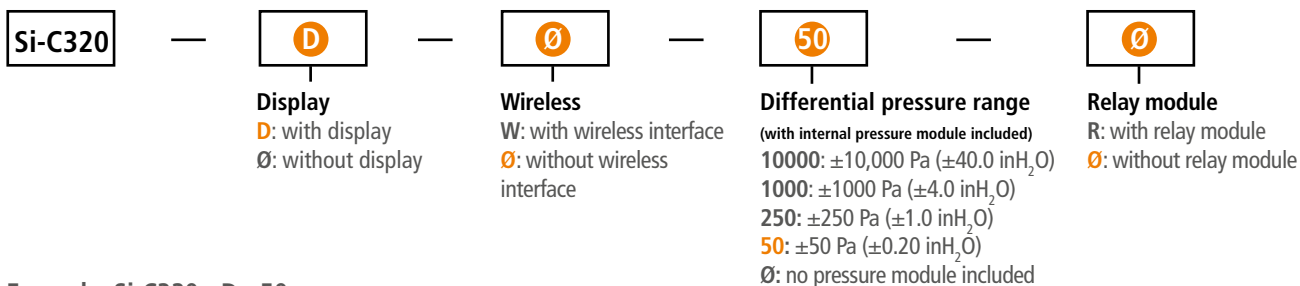 Si-C320 — D — Ø — 50 — Ø
Display
D: with display
Ø: without display
Wireless
W: with wireless interface
Ø: without wireless
interface
Differential pressure range
(with internal pressure module included)
10000: ±10,000 Pa (±40.0 inH₂O)
1000: ±1000 Pa (±4.0 inH₂O)
250: ±250 Pa (±1.0 inH₂O)
50: ±50 Pa (±0.20 inH₂O)
Ø: no pressure module included
Relay module
R: with relay module
Ø: without relay module